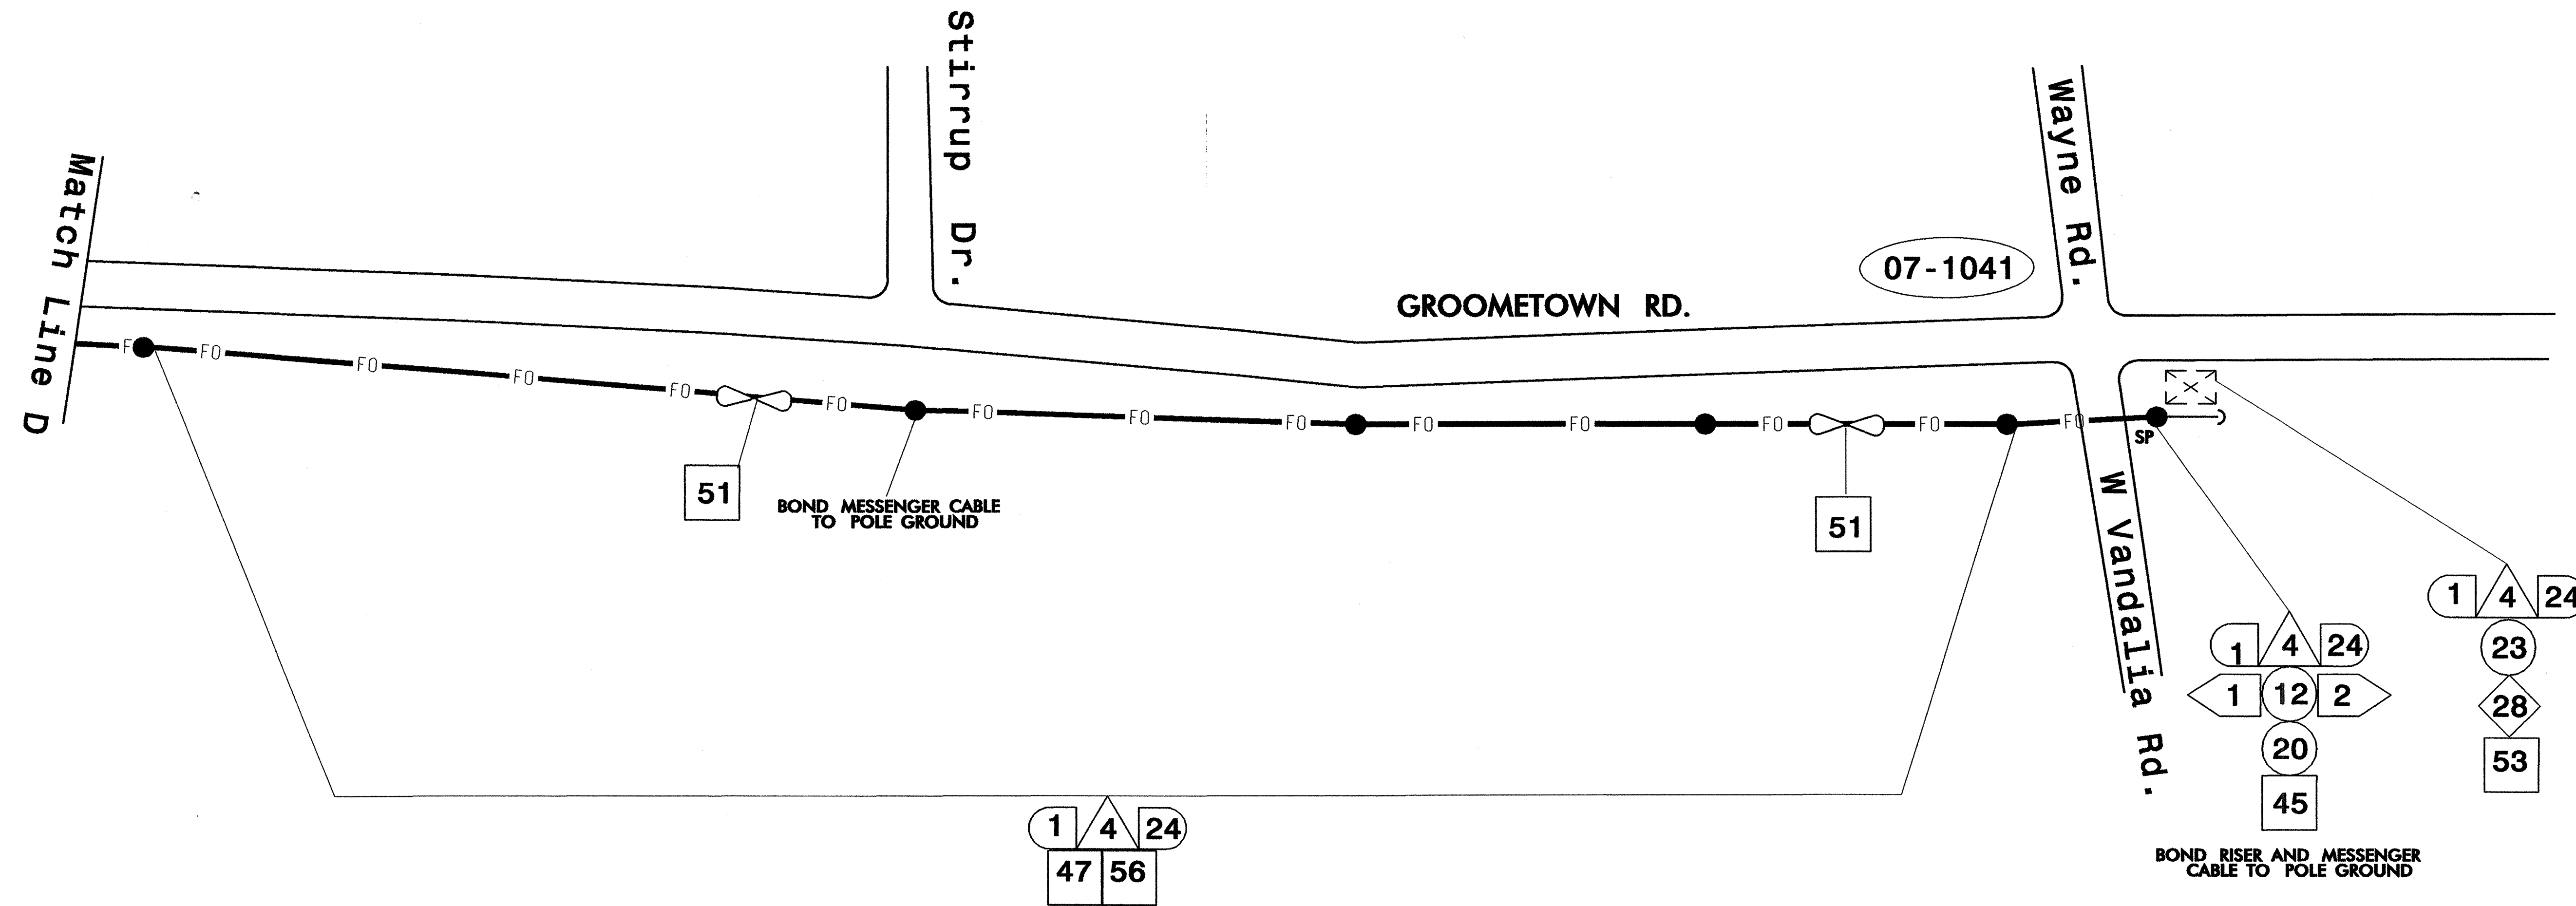 Stirrup Dr.
Wayne Rd.
Match Line D
07-1041
GROOMETOWN RD.
F FO FO FO FO FO FO FO FO FO FO FO FO FO
SP
51
BOND MESSENGER CABLE
TO POLE GROUND
51
W Vandalia Rd.
1 4 24
23
28
53
1 4 24
1 12 2
20
45
BOND RISER AND MESSENGER
CABLE TO POLE GROUND
1 4 24
47 56